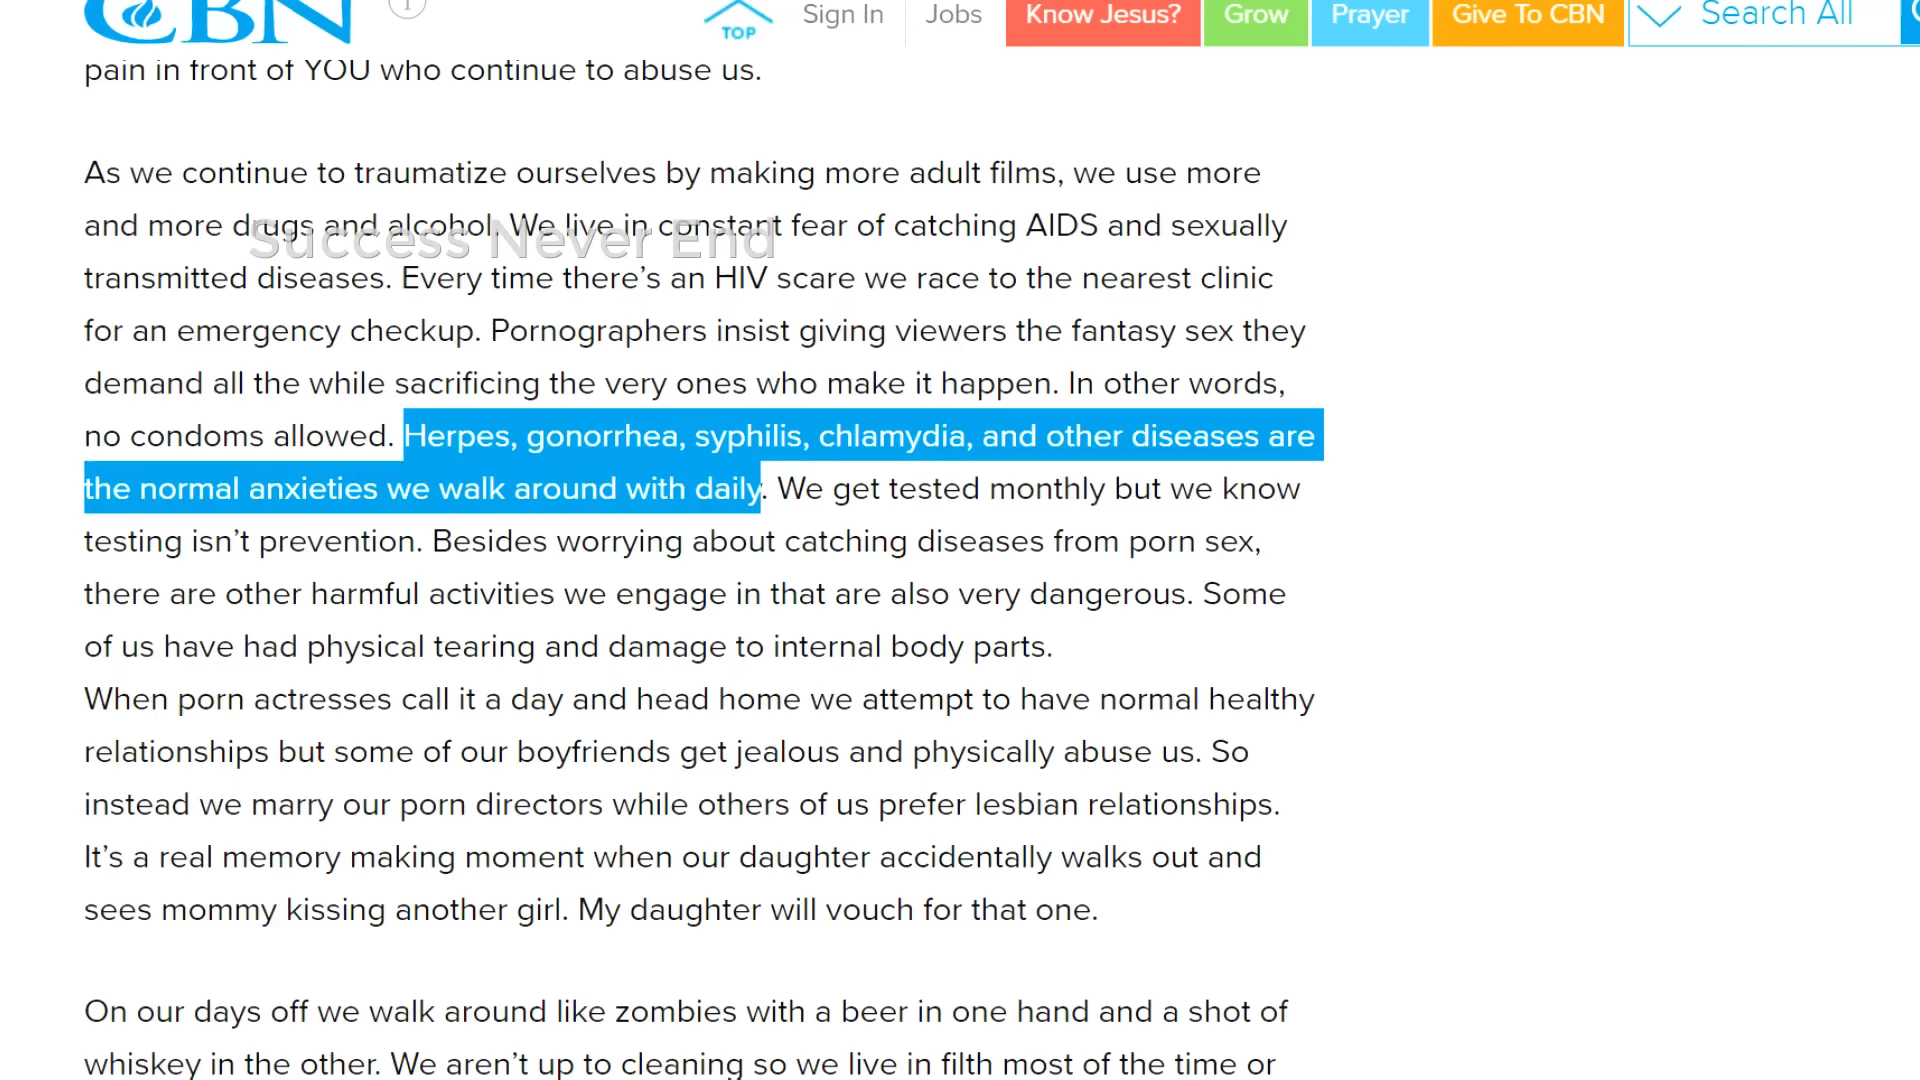 CBN
i
TOP
Sign In
Jobs
Know Jesus?
Grow
Prayer
Give To CBN
Search All
pain in front of YOU who continue to abuse us.
As we continue to traumatize ourselves by making more adult films, we use more
and more drugs and alcohol. We live in constant fear of catching AIDS and sexually
Success Never End
transmitted diseases. Every time there’s an HIV scare we race to the nearest clinic
for an emergency checkup. Pornographers insist giving viewers the fantasy sex they
demand all the while sacrificing the very ones who make it happen. In other words,
no condoms allowed. Herpes, gonorrhea, syphilis, chlamydia, and other diseases are
the normal anxieties we walk around with daily. We get tested monthly but we know
testing isn’t prevention. Besides worrying about catching diseases from porn sex,
there are other harmful activities we engage in that are also very dangerous. Some
of us have had physical tearing and damage to internal body parts.
When porn actresses call it a day and head home we attempt to have normal healthy
relationships but some of our boyfriends get jealous and physically abuse us. So
instead we marry our porn directors while others of us prefer lesbian relationships.
It’s a real memory making moment when our daughter accidentally walks out and
sees mommy kissing another girl. My daughter will vouch for that one.
On our days off we walk around like zombies with a beer in one hand and a shot of
whiskey in the other. We aren’t up to cleaning so we live in filth most of the time or